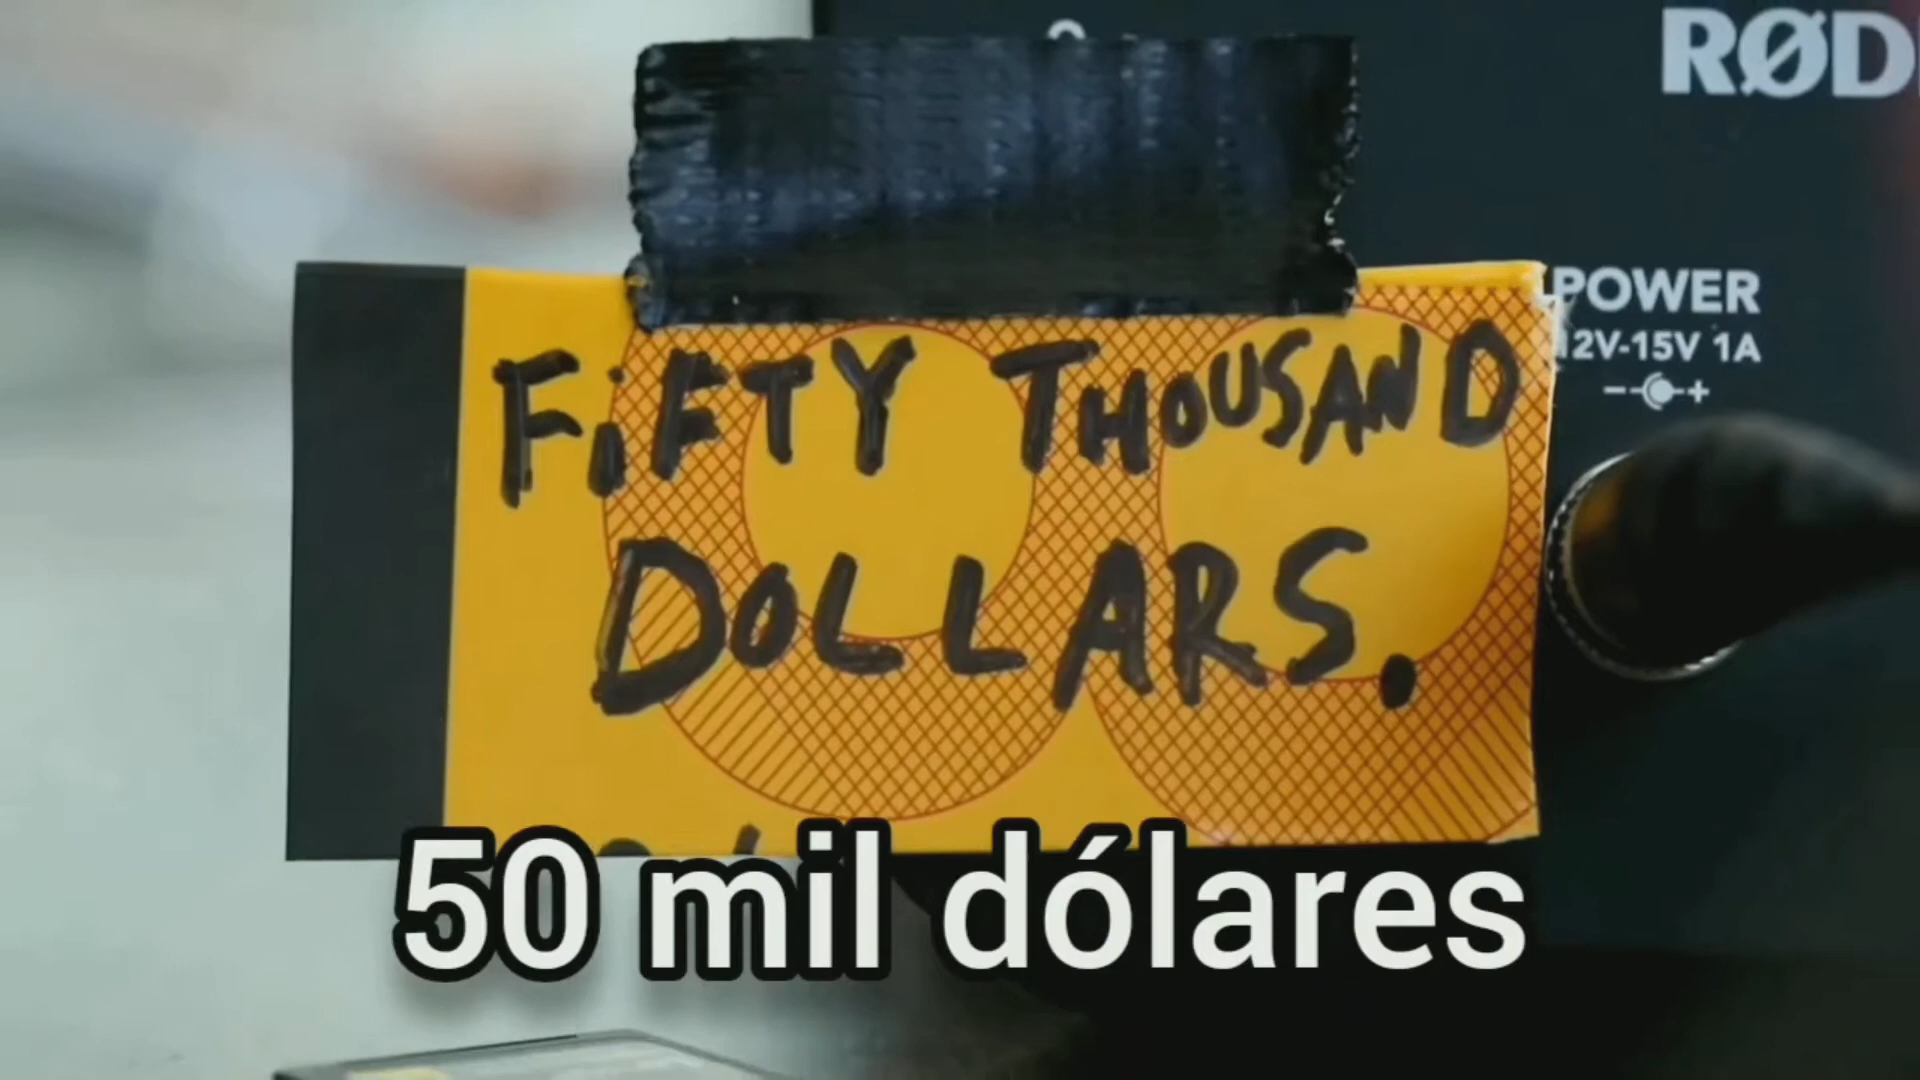 RØD
POWER
12V-15V 1A
FiFTY THOUSAND
DOLLARS.
50 mil dólares